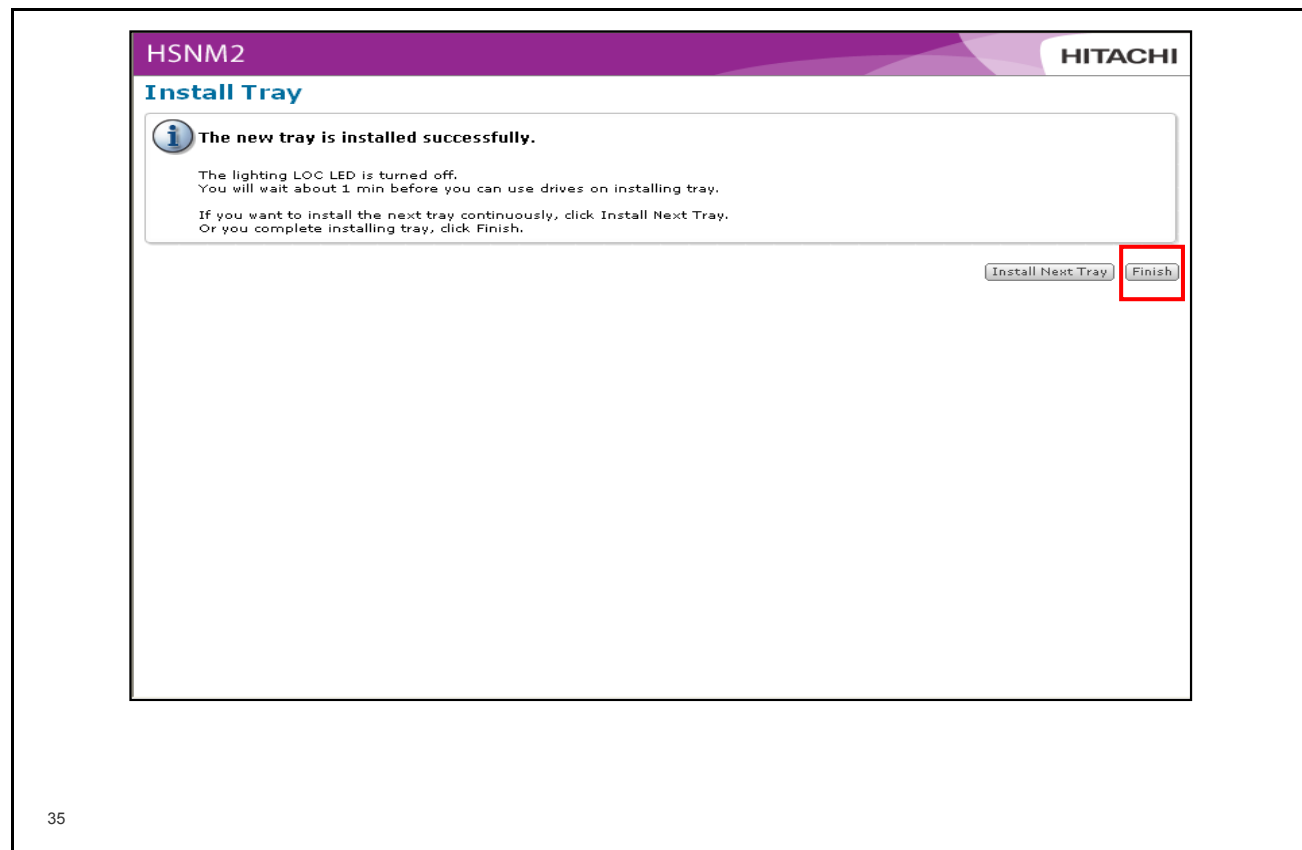 HSNM2
HITACHI
Install Tray
The new tray is installed successfully.
The lighting LOC LED is turned off.
You will wait about 1 min before you can use drives on installing tray.
If you want to install the next tray continuously, click Install Next Tray.
Or you complete installing tray, click Finish.
Install Next Tray Finish
35